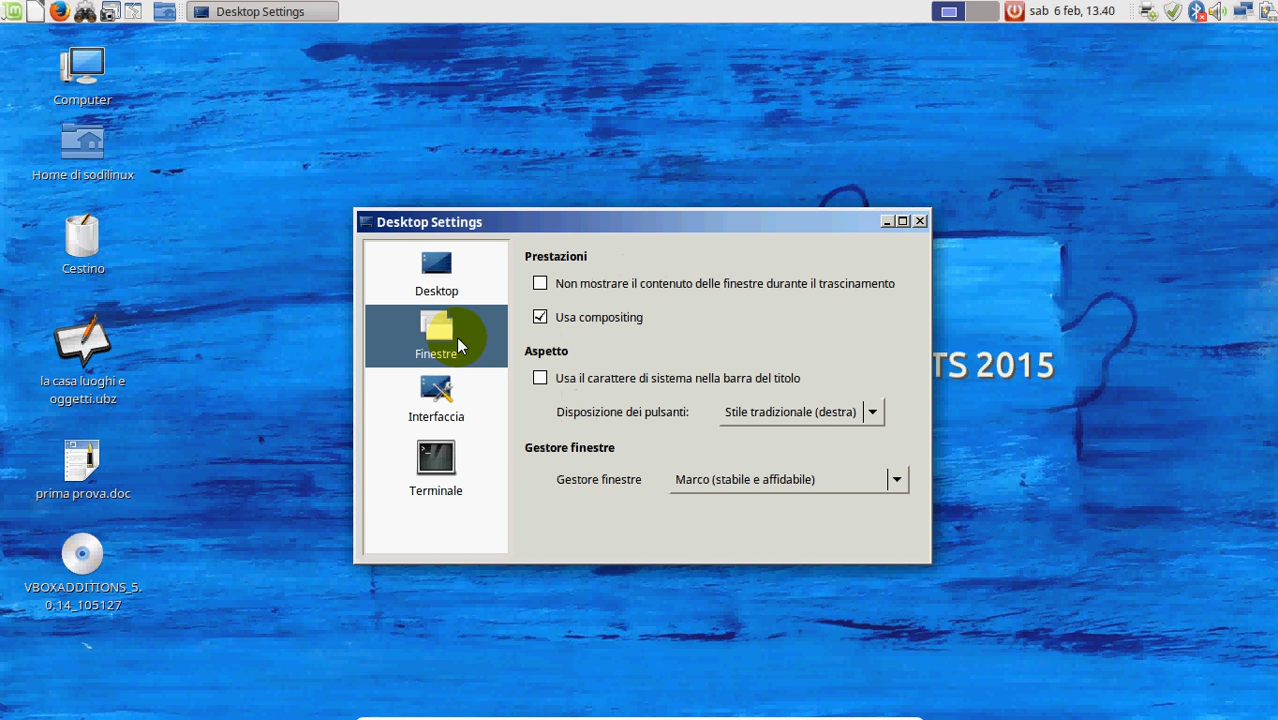 Desktop Settings
sab 6 feb, 13.40
Computer
Home di sodilinux
Cestino
la casa luoghi e
oggetti.ubz
prima prova.doc
VBOXADDITIONS_5.
0.14_105127
Desktop Settings
Desktop
Finestre
Interfaccia
Terminale
Prestazioni
Non mostrare il contenuto delle finestre durante il trascinamento
Usa compositing
Aspetto
Usa il carattere di sistema nella barra del titolo
Disposizione dei pulsanti: Stile tradizionale (destra)
Gestore finestre
Gestore finestre Marco (stabile e affidabile)
TS 2015